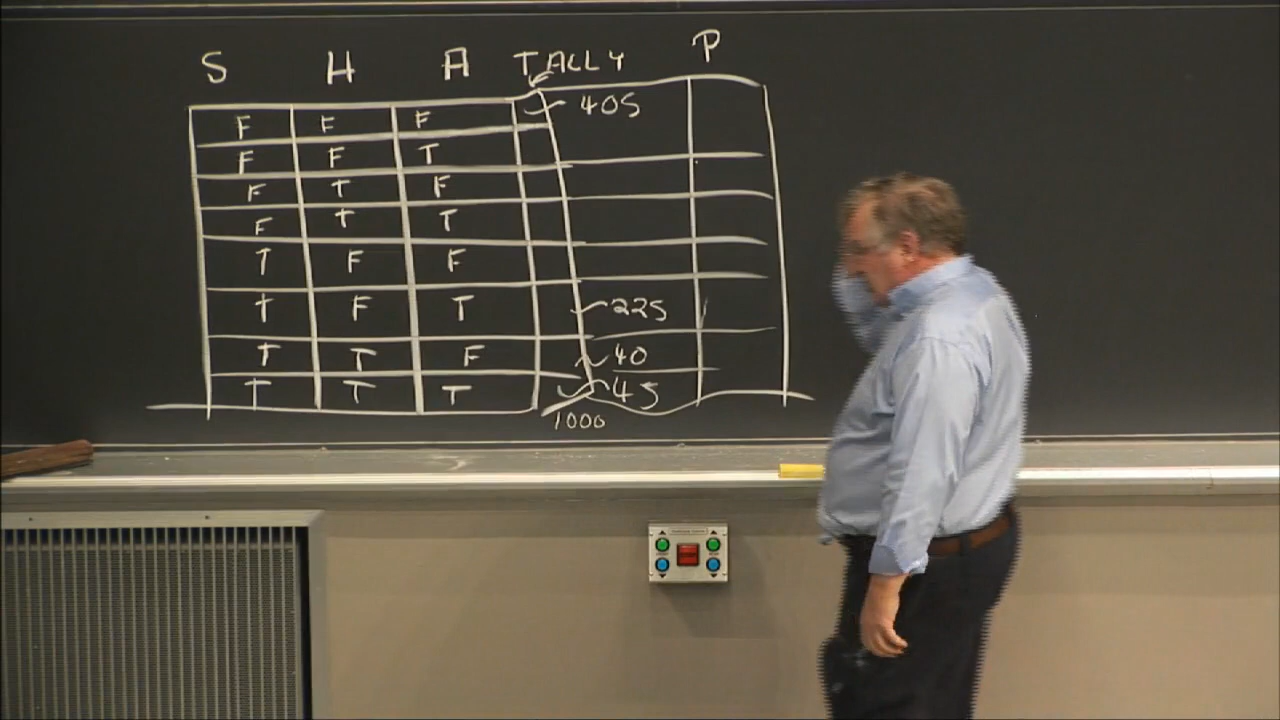 S H A TALLY P
F F F 405
F F T
F T F
F T T
T F F
T F T 225
T T F 40
T T T 45
1000